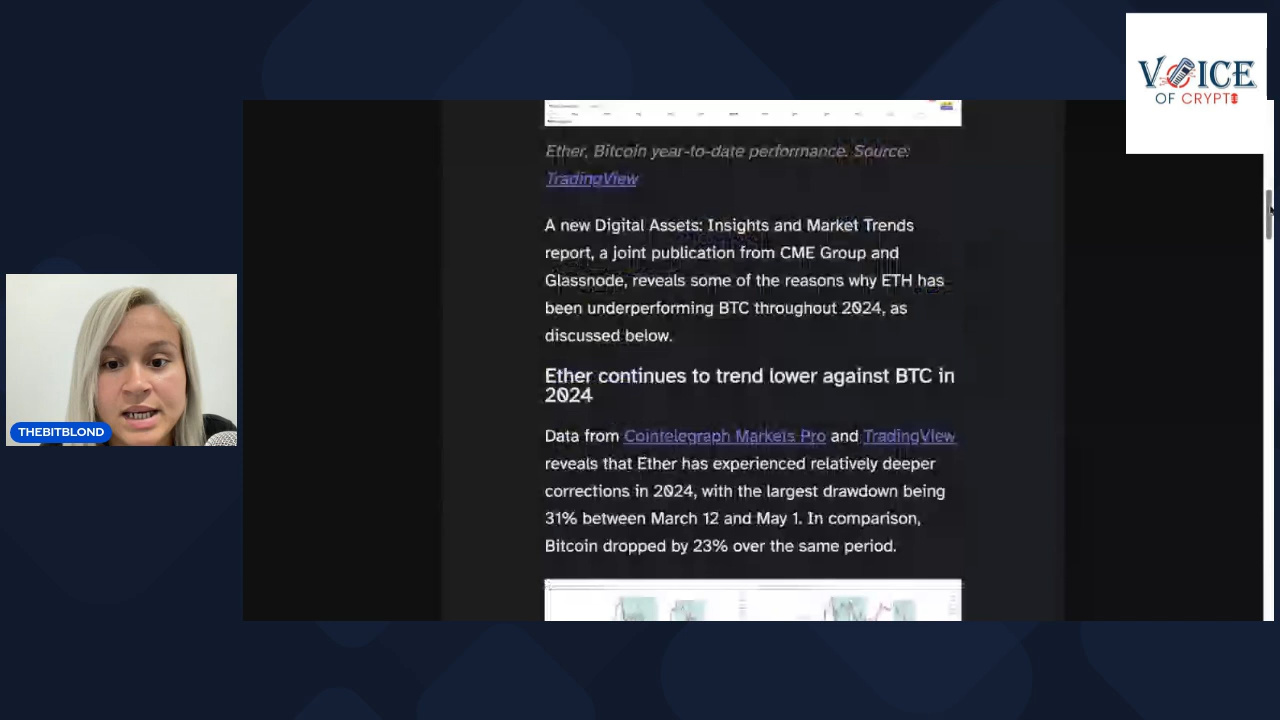 VOICE
OF CRYPTO
Ether, Bitcoin year-to-date performance. Source:
TradingView
A new Digital Assets: Insights and Market Trends
report, a joint publication from CME Group and
Glassnode, reveals some of the reasons why ETH has
been underperforming BTC throughout 2024, as
discussed below.
Ether continues to trend lower against BTC in
2024
Data from Cointelegraph Markets Pro and TradingView
reveals that Ether has experienced relatively deeper
corrections in 2024, with the largest drawdown being
31% between March 12 and May 1. In comparison,
Bitcoin dropped by 23% over the same period.
THEBITBLOND